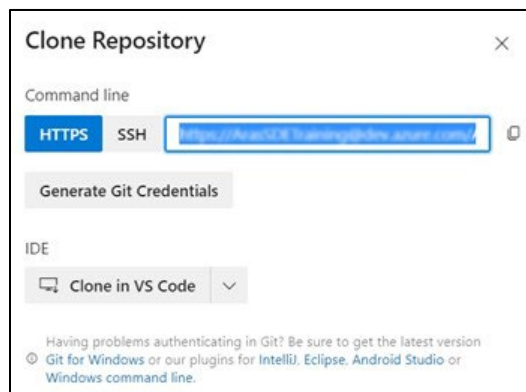 Clone Repository
Command line
HTTPS SSH https://ArasSDETraining@dev.azure.com/
Generate Git Credentials
IDE
Clone in VS Code
Having problems authenticating in Git? Be sure to get the latest version
Git for Windows or our plugins for IntelliJ, Eclipse, Android Studio or
Windows command line.